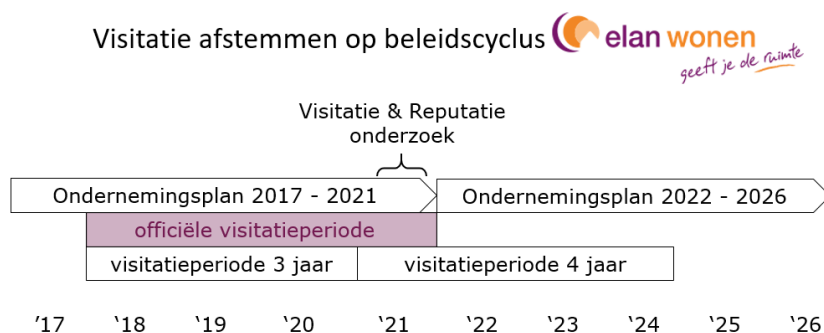 Visitatie afstemmen op beleidscyclus
elan wonen
geeft je de ruimte
Visitatie & Reputatie
onderzoek
Ondernemingsplan 2017 - 2021
Ondernemingsplan 2022 - 2026
officiële visitatieperiode
visitatieperiode 3 jaar
visitatieperiode 4 jaar
’17 ‘18 ‘19 ‘20 ‘21 ‘22 ‘23 ‘24 ‘25 ‘26